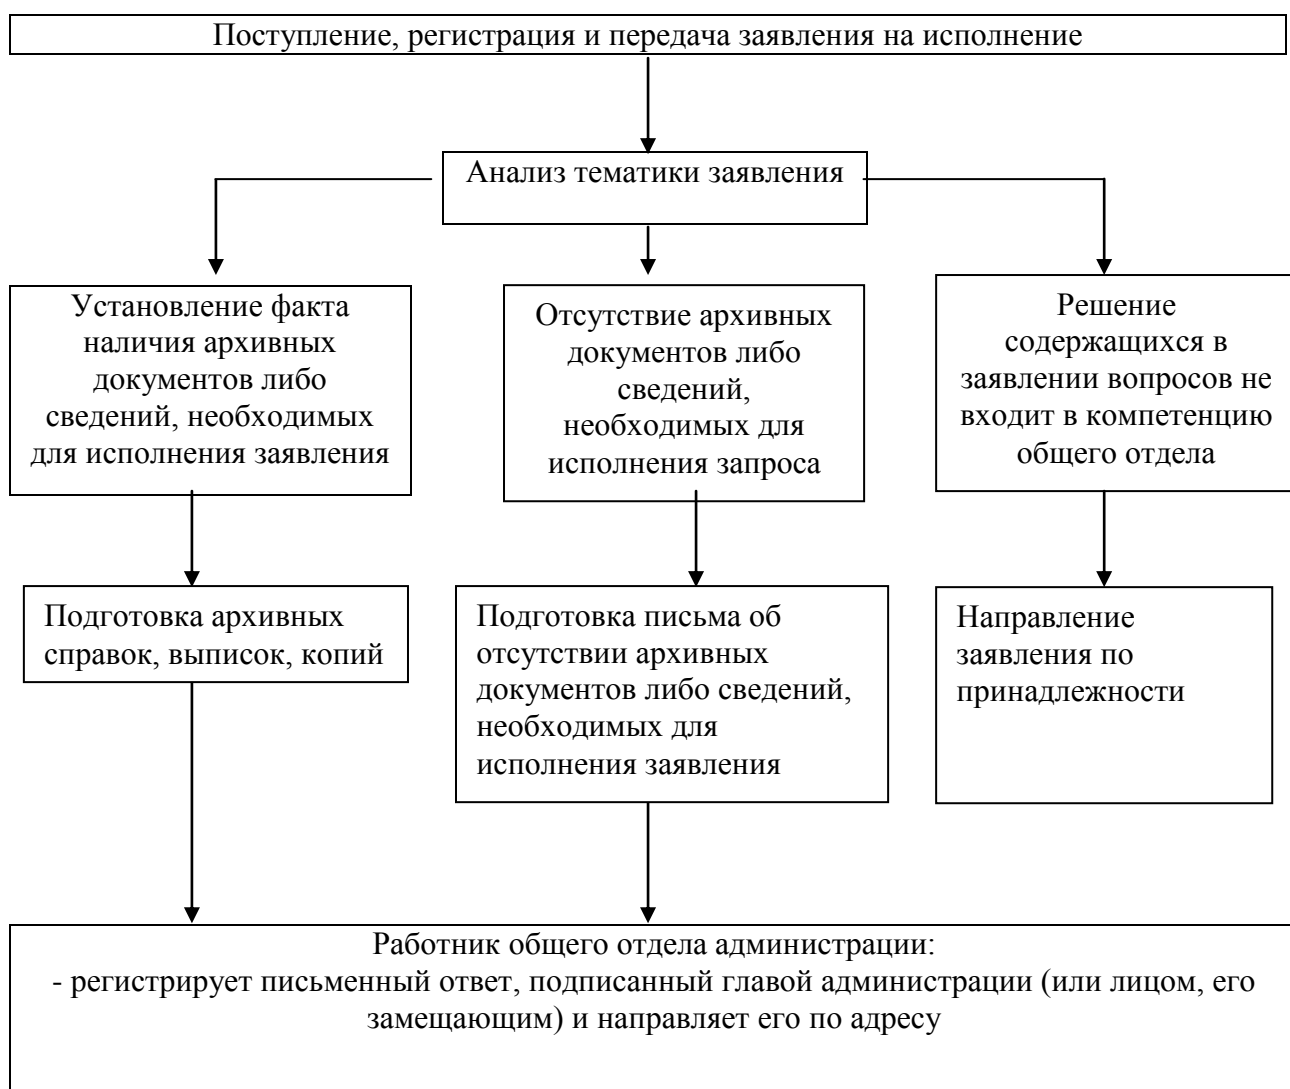 Поступление, регистрация и передача заявления на исполнение
Анализ тематики заявления
Установление факта
наличия архивных
документов либо
сведений, необходимых
для исполнения заявления
Отсутствие архивных
документов либо
сведений,
необходимых для
исполнения запроса
Решение
содержащихся в
заявлении вопросов не
входит в компетенцию
общего отдела
Подготовка архивных
справок, выписок, копий
Подготовка письма об
отсутствии архивных
документов либо сведений,
необходимых для
исполнения заявления
Направление
заявления по
принадлежности
Работник общего отдела администрации:
- регистрирует письменный ответ, подписанный главой администрации (или лицом, его
замещающим) и направляет его по адресу